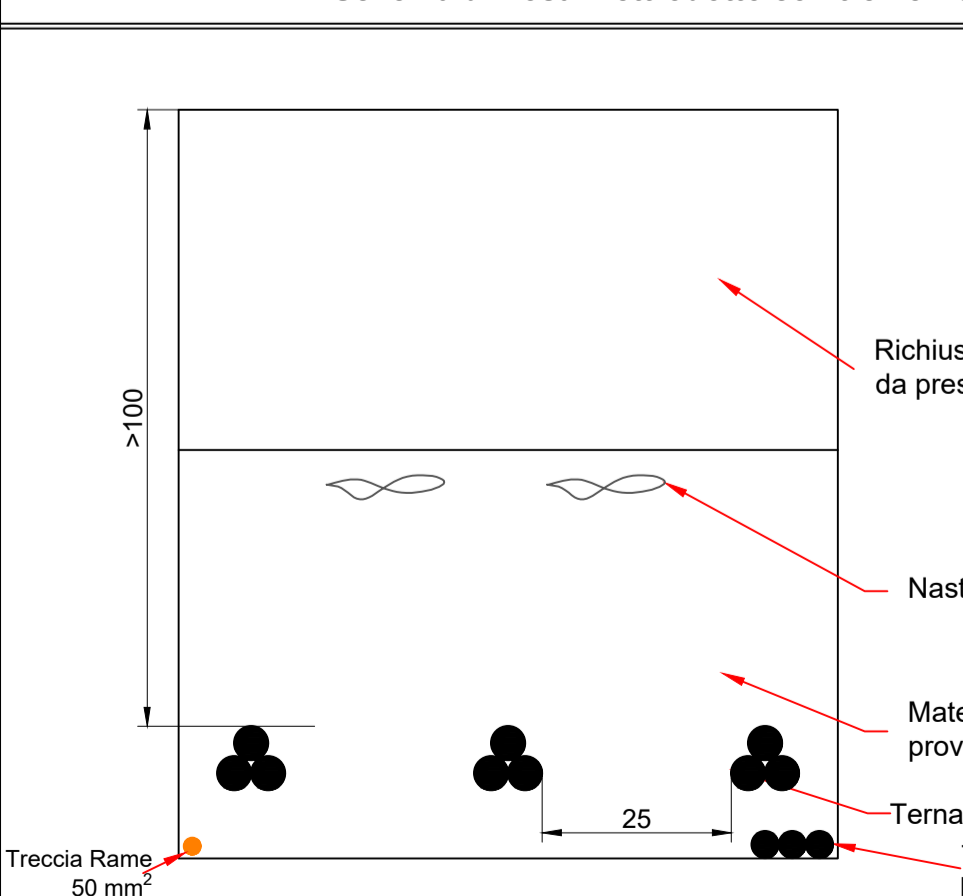 >100
Richius
da pres
Nast
Mate
prov
Terna
25
Treccia Rame
50 mm²